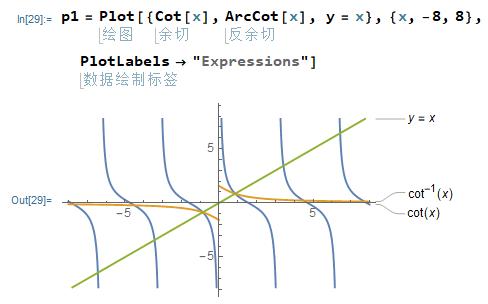 In[29]:= p1 = Plot[{Cot[x], ArcCot[x], y = x}, {x, -8, 8},
绘图 余切 反余切
PlotLabels → "Expressions"]
数据绘制标签
y = x
5
Out[29]=
cot⁻¹(x)
-5 5
cot(x)
-5